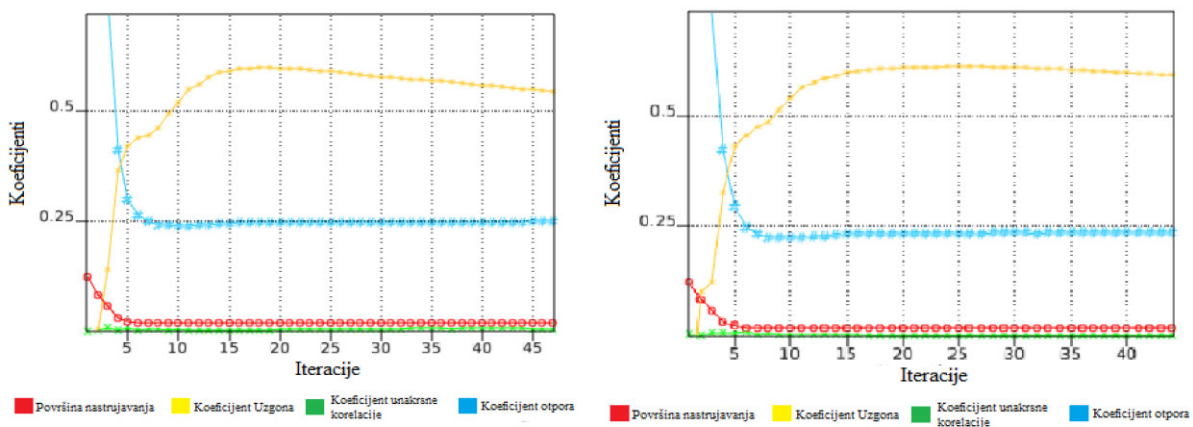 0.5
0.25
Koeficijenti
5 10 15 20 25 30 35 40 45
Iteracije
Površina nastrujavanja
Koeficijent Uzgona
Koeficijent unakrsne
korelacije
Koeficijent otpora
0.5
0.25
Koeficijenti
5 10 15 20 25 30 35 40
Iteracije
Površina nastrujavanja
Koeficijent Uzgona
Koeficijent unakrsne
korelacije
Koeficijent otpora